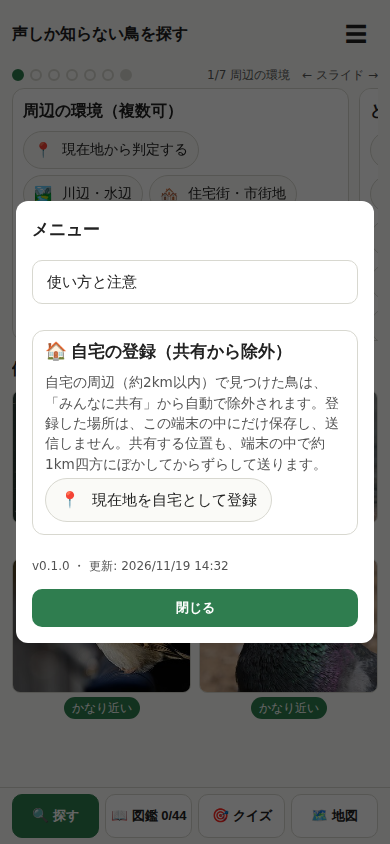 声しか知らない鳥を探す
1/7 周辺の環境 ← スライド →
周辺の環境（複数可）
現在地から判定する
川辺・水辺
住宅街・市街地
メニュー
使い方と注意
自宅の登録（共有から除外）
自宅の周辺（約2km以内）で見つけた鳥は、
「みんなに共有」から自動で除外されます。登
録した場所は、この端末の中にだけ保存し、送
信しません。共有する位置も、端末の中で約
1km四方にぼかしてからずらして送ります。
現在地を自宅として登録
v0.1.0 ・ 更新: 2026/11/19 14:32
閉じる
かなり近い
かなり近い
探す
図鑑 0/44
クイズ
地図